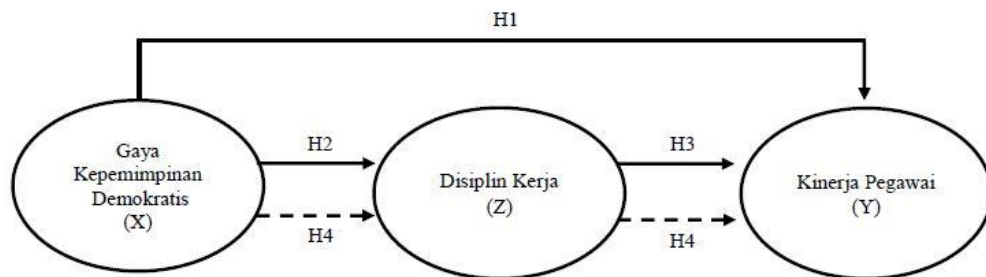 H1
Gaya
Kepemimpinan
Demokratis
(X)
H2
H4
Disiplin Kerja
(Z)
H3
H4
Kinerja Pegawai
(Y)